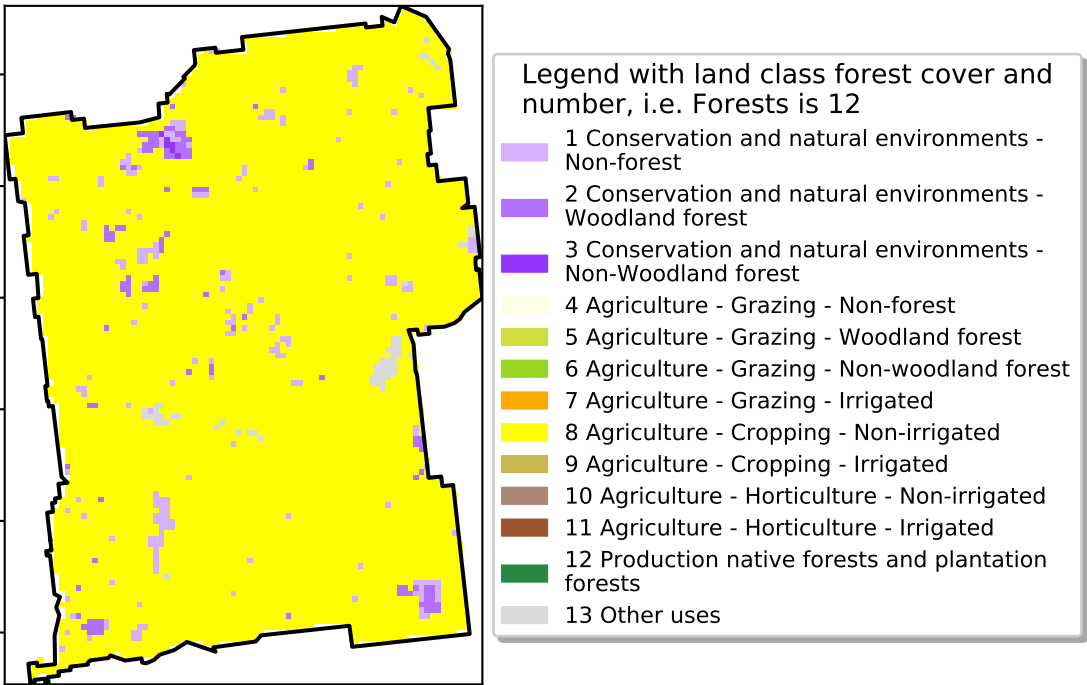 Legend with land class forest cover and
number, i.e. Forests is 12
1 Conservation and natural environments -
Non-forest
2 Conservation and natural environments -
Woodland forest
3 Conservation and natural environments -
Non-Woodland forest
4 Agriculture - Grazing - Non-forest
5 Agriculture - Grazing - Woodland forest
6 Agriculture - Grazing - Non-woodland forest
7 Agriculture - Grazing - Irrigated
8 Agriculture - Cropping - Non-irrigated
9 Agriculture - Cropping - Irrigated
10 Agriculture - Horticulture - Non-irrigated
11 Agriculture - Horticulture - Irrigated
12 Production native forests and plantation
forests
13 Other uses